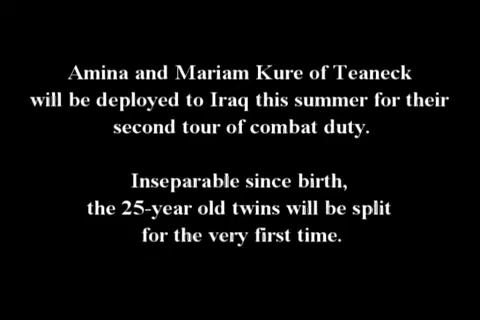 Amina and Mariam Kure of Teaneck
will be deployed to Iraq this summer for their
second tour of combat duty.
Inseparable since birth,
the 25-year old twins will be split
for the very first time.